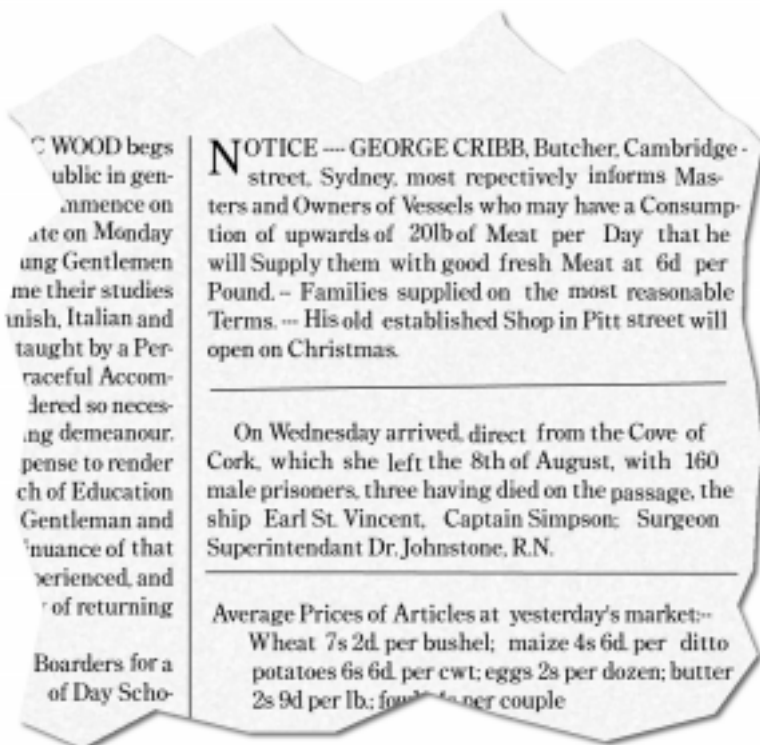 C WOOD begs
ublic in gen-
mmence on
ate on Monday
ung Gentlemen
me their studies
nish, Italian and
taught by a Per-
raceful Accom-
dered so neces-
ng demeanour.
pense to render
ch of Education
Gentleman and
nuance of that
perienced, and
of returning
Boarders for a
of Day Scho-
NOTICE ---- GEORGE CRIBB, Butcher, Cambridge-
street, Sydney, most repectively informs Mas-
ters and Owners of Vessels who may have a Consump-
tion of upwards of 20lb of Meat per Day that he
will Supply them with good fresh Meat at 6d per
Pound. -- Families supplied on the most reasonable
Terms. --- His old established Shop in Pitt street will
open on Christmas.
On Wednesday arrived, direct from the Cove of
Cork, which she left the 8th of August, with 160
male prisoners, three having died on the passage, the
ship Earl St. Vincent, Captain Simpson; Surgeon
Superintendant Dr. Johnstone, R.N.
Average Prices of Articles at yesterday's market:--
Wheat 7s 2d. per bushel; maize 4s 6d. per ditto
potatoes 6s 6d. per cwt; eggs 2s per dozen; butter
2s 9d per lb.; per couple